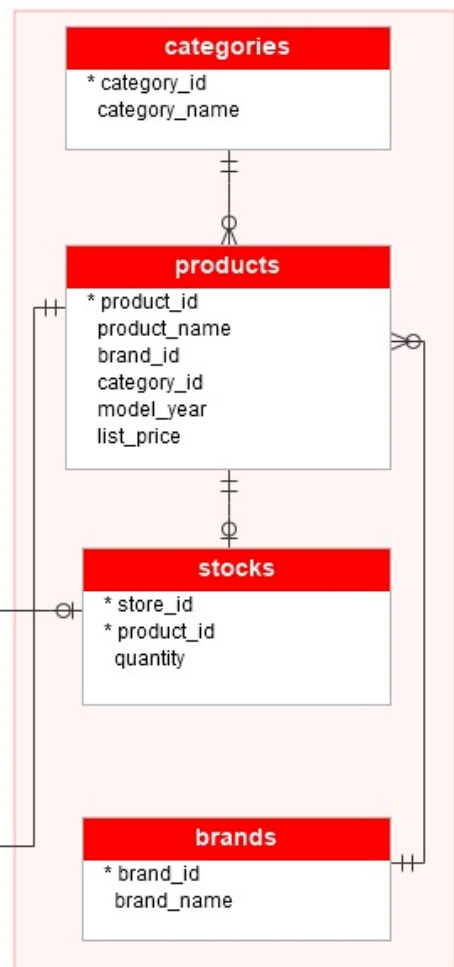 categories
* category_id
category_name
products
* product_id
product_name
brand_id
category_id
model_year
list_price
stocks
* store_id
* product_id
quantity
brands
* brand_id
brand_name